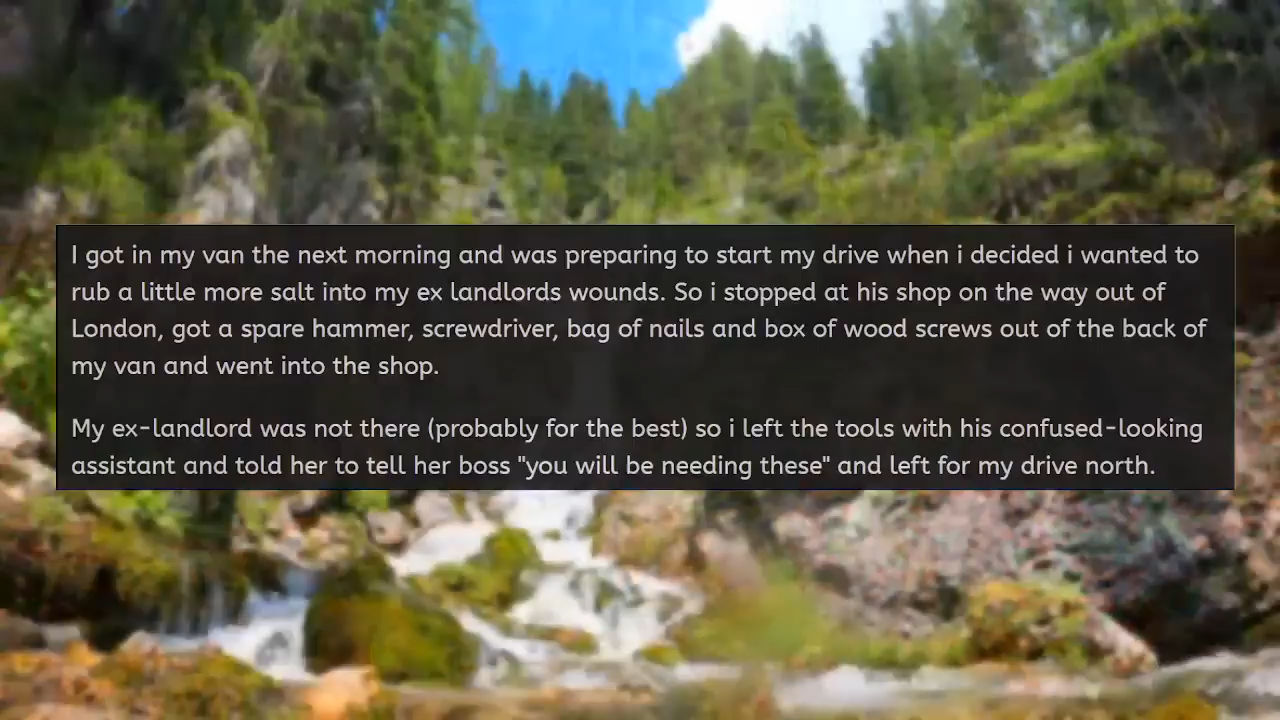 I got in my van the next morning and was preparing to start my drive when i decided i wanted to
rub a little more salt into my ex landlords wounds. So i stopped at his shop on the way out of
London, got a spare hammer, screwdriver, bag of nails and box of wood screws out of the back of
my van and went into the shop.
My ex-landlord was not there (probably for the best) so i left the tools with his confused-looking
assistant and told her to tell her boss "you will be needing these" and left for my drive north.